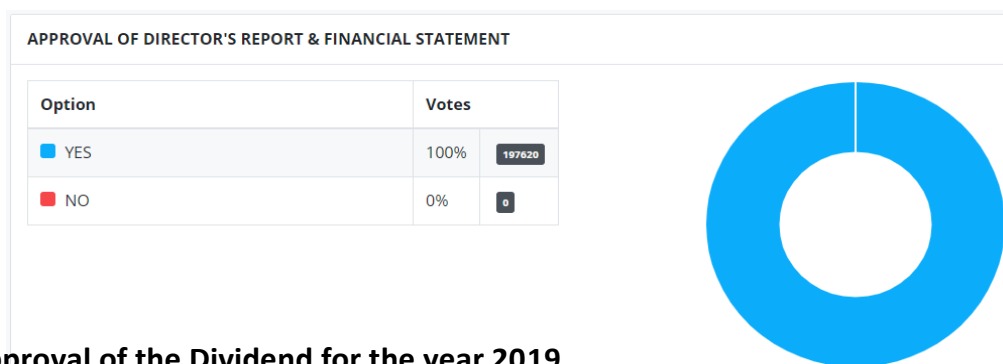 APPROVAL OF DIRECTOR'S REPORT & FINANCIAL STATEMENT
Option Votes
YES 100% 197620
NO 0% 0
proval of the Dividend for the year 2019